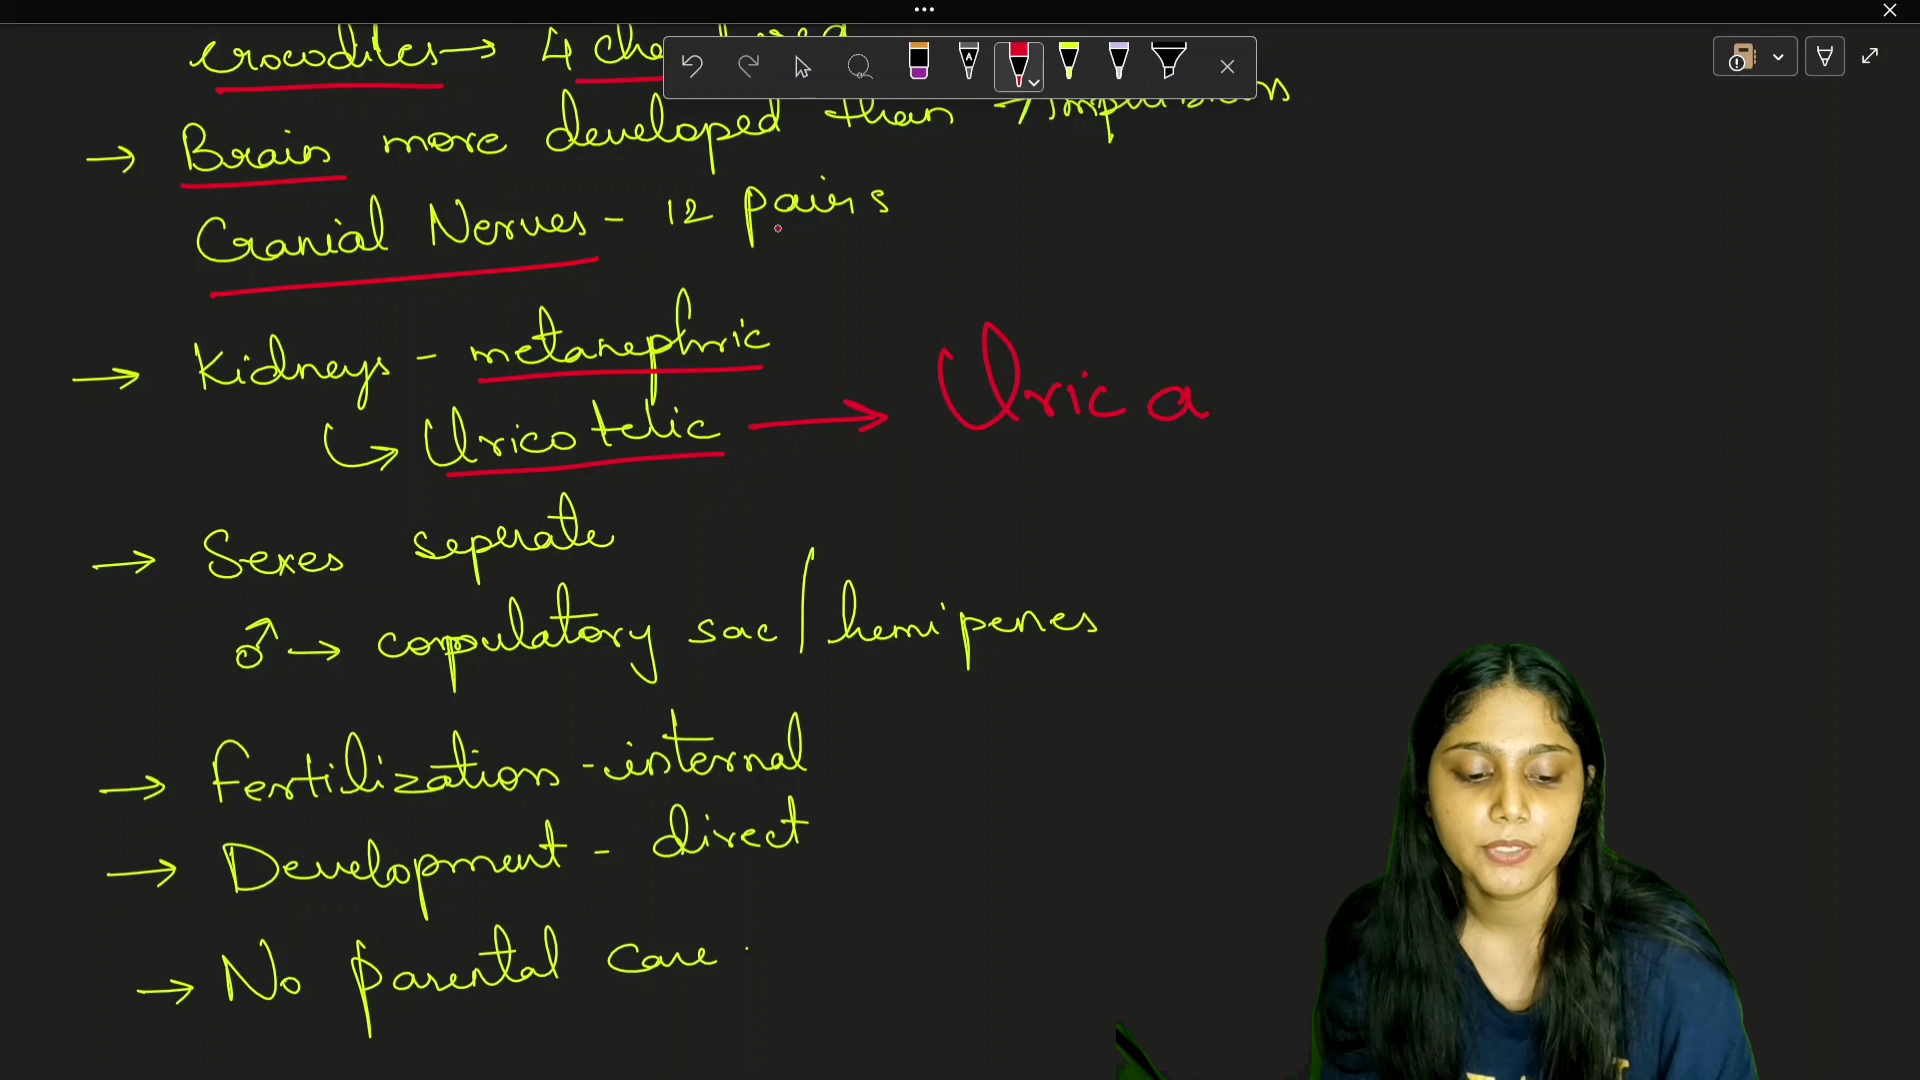 crocodiles → 4 cha
→ Brain more developed than → Amphibians
Cranial Nerves - 12 pairs
→ Kidneys - metanephric
↳ Uricotelic → Uric a
→ Sexes seperate
♂ → copulatory sac / hemipenes
→ Fertilization - internal
→ Development - direct
→ No parental care